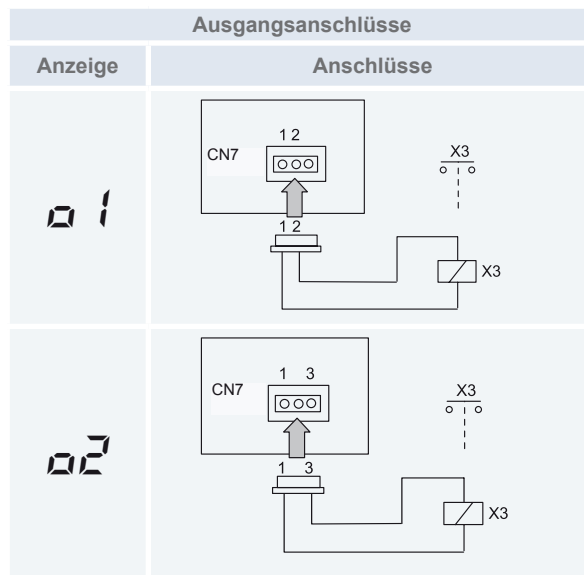 Ausgangsanschlüsse
Anzeige Anschlüsse
o1
1 2
CN7
X3
1 2
X3
o2
1 3
CN7
X3
1 3
X3